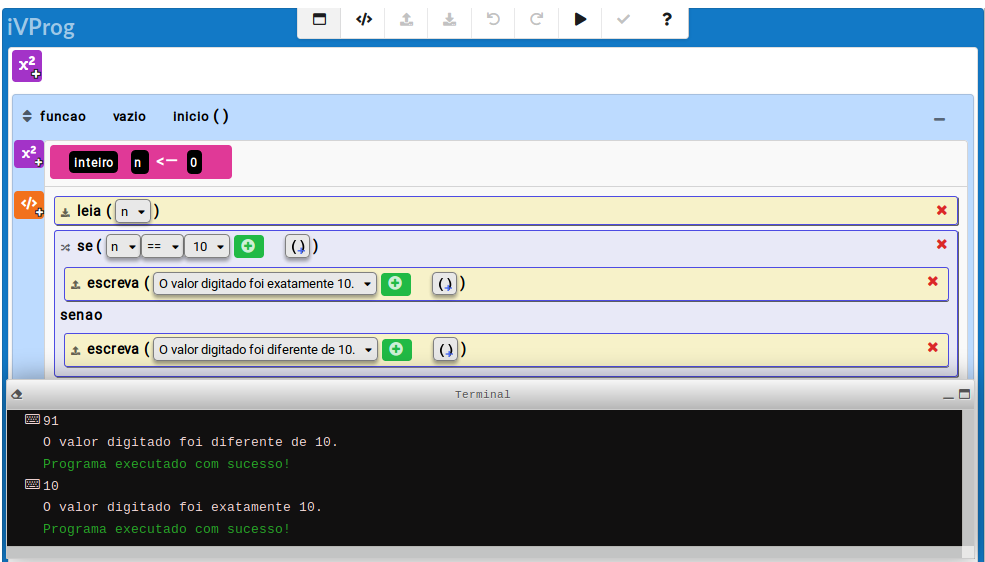 </> ?
iVProg
x²
funcao vazio inicio ( )
x² inteiro n <— 0
</> leia ( n )
se ( n == 10 ( ) )
escreva ( O valor digitado foi exatamente 10. ( ) )
senao
escreva ( O valor digitado foi diferente de 10. ( ) )
Terminal
91
O valor digitado foi diferente de 10.
Programa executado com sucesso!
10
O valor digitado foi exatamente 10.
Programa executado com sucesso!